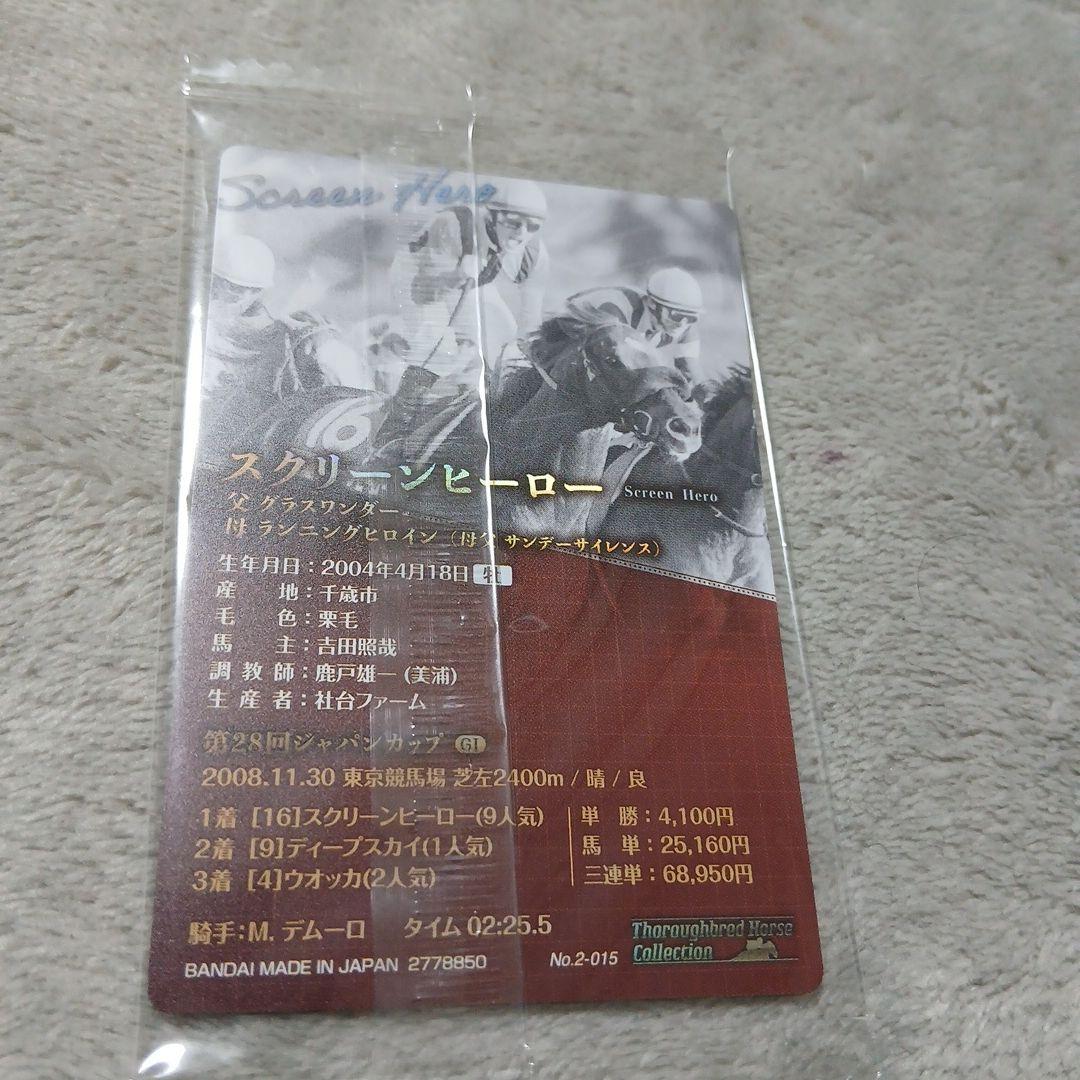 Screen Hero
16
スクリーンヒーロー Screen Hero
父 グラスワンダー
母 ランニングヒロイン(母父 サンデーサイレンス)
生年月日:2004年4月18日 牡
産 地:千歳市
毛 色:栗毛
馬 主:吉田照哉
調教師:鹿戸雄一(美浦)
生産者:社台ファーム
第28回ジャパンカップ GI
2008.11.30 東京競馬場 芝左2400m / 晴 / 良
1着 [16]スクリーンヒーロー(9人気) 単 勝:4,100円
2着 [9]ディープスカイ(1人気) 馬 単:25,160円
3着 [4]ウオッカ(2人気) 三連単:68,950円
騎手:M. デムーロ タイム 02:25.5
Thoroughbred Horse
Collection
BANDAI MADE IN JAPAN 2778850 No.2-015